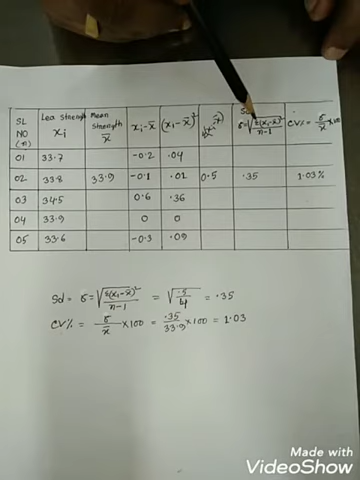 SL NO (n) | Lea Strength xi | Mean Strength x̄ | xi-x̄ | (xi-x̄)² | | σ=√Σ(xi-x̄)²/n-1 | CV%= σ/x̄ x100
01 | 33.7 | | -0.2 | .04
02 | 33.8 | 33.9 | -0.1 | .01 | 0.5 | .35 | 1.03%
03 | 34.5 | | 0.6 | .36
04 | 33.9 | | 0 | 0
05 | 33.6 | | -0.3 | .09
Sd = σ = √Σ(xi-x̄)²/n-1 = √.5/4 = .35
CV% = σ/x̄ x100 = .35/33.9 x100 = 1.03
Made with
VideoShow